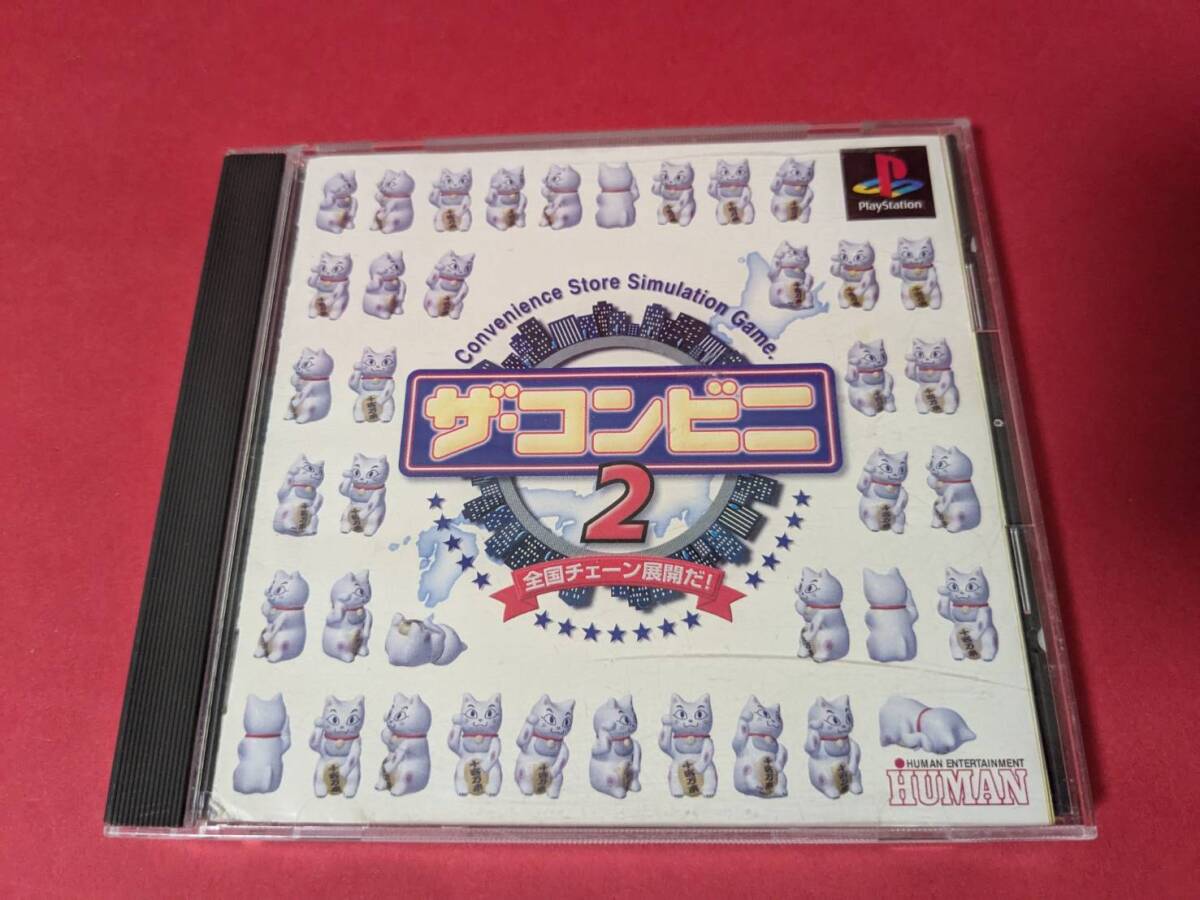 PlayStation
Convenience Store Simulation Game.
ザ・コンビニ
2
全国チェーン展開だ!
HUMAN ENTERTAINMENT
HUMAN